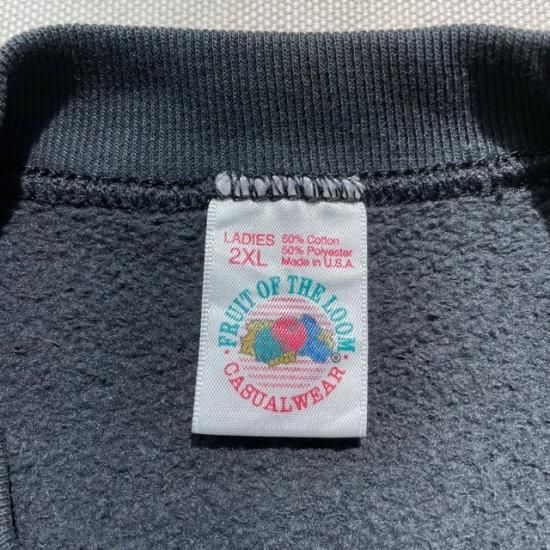 LADIES
2XL
50% Cotton
50% Polyester
Made in U.S.A.
FRUIT OF THE LOOM
®
CASUALWEAR